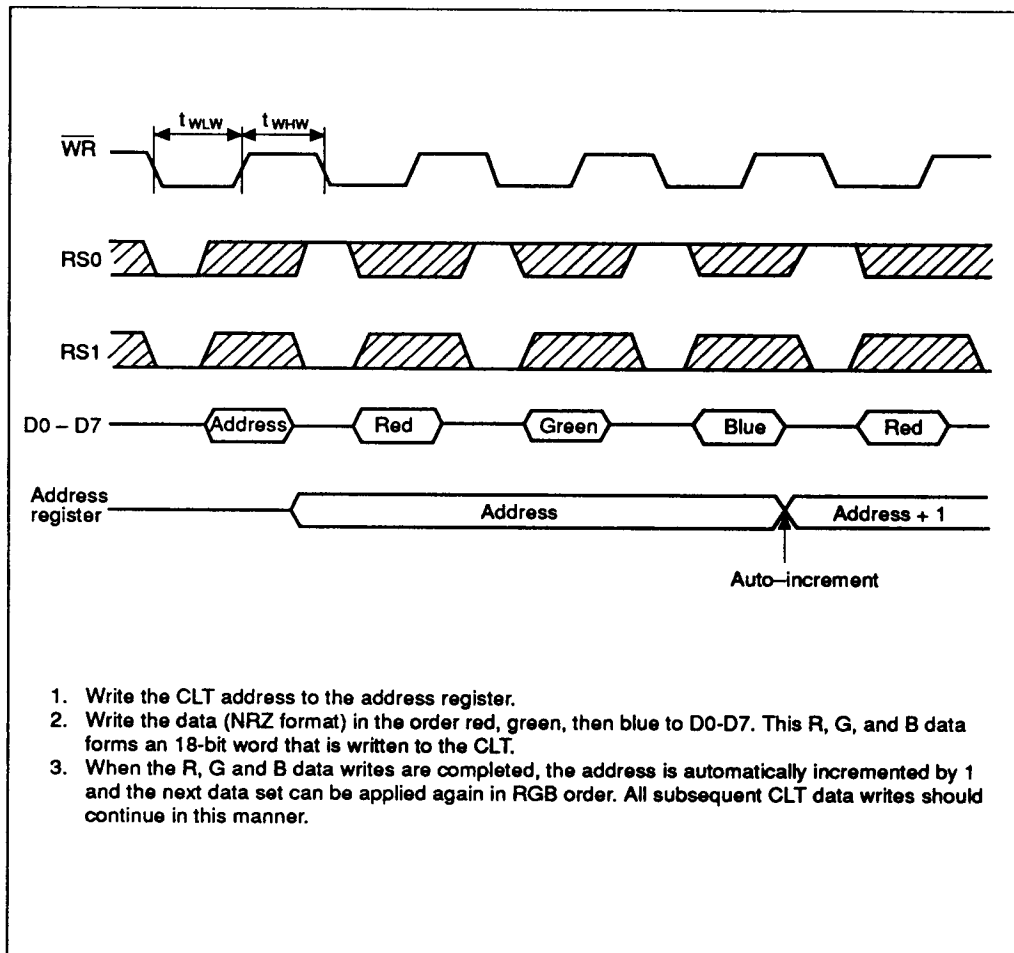 t WLW
t WHW
WR
RS0
RS1
D0 – D7
Address
Red
Green
Blue
Red
Address
register
Address
Address + 1
Auto–increment
1. Write the CLT address to the address register.
2. Write the data (NRZ format) in the order red, green, then blue to D0-D7. This R, G, and B data
forms an 18-bit word that is written to the CLT.
3. When the R, G and B data writes are completed, the address is automatically incremented by 1
and the next data set can be applied again in RGB order. All subsequent CLT data writes should
continue in this manner.